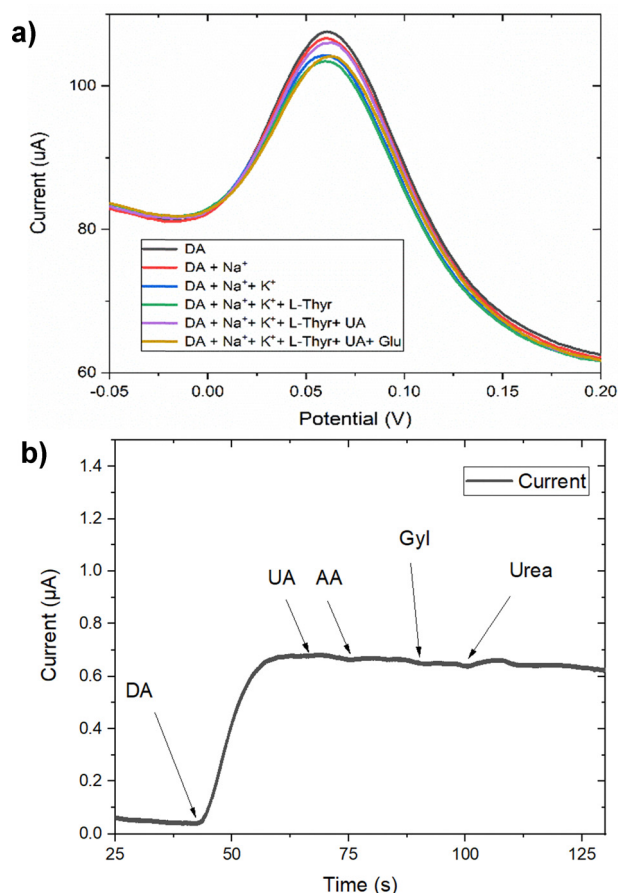 a)
Current (uA)
100
80
60
DA
DA + Na⁺
DA + Na⁺+ K⁺
DA + Na⁺+ K⁺+ L-Thyr
DA + Na⁺+ K⁺+ L-Thyr+ UA
DA + Na⁺+ K⁺+ L-Thyr+ UA+ Glu
-0.05 0.00 0.05 0.10 0.15 0.20
Potential (V)
b)
Current (µA)
1.4
1.2
1.0
0.8
0.6
0.4
0.2
0.0
Current
DA
UA
AA
Gyl
Urea
25 50 75 100 125
Time (s)